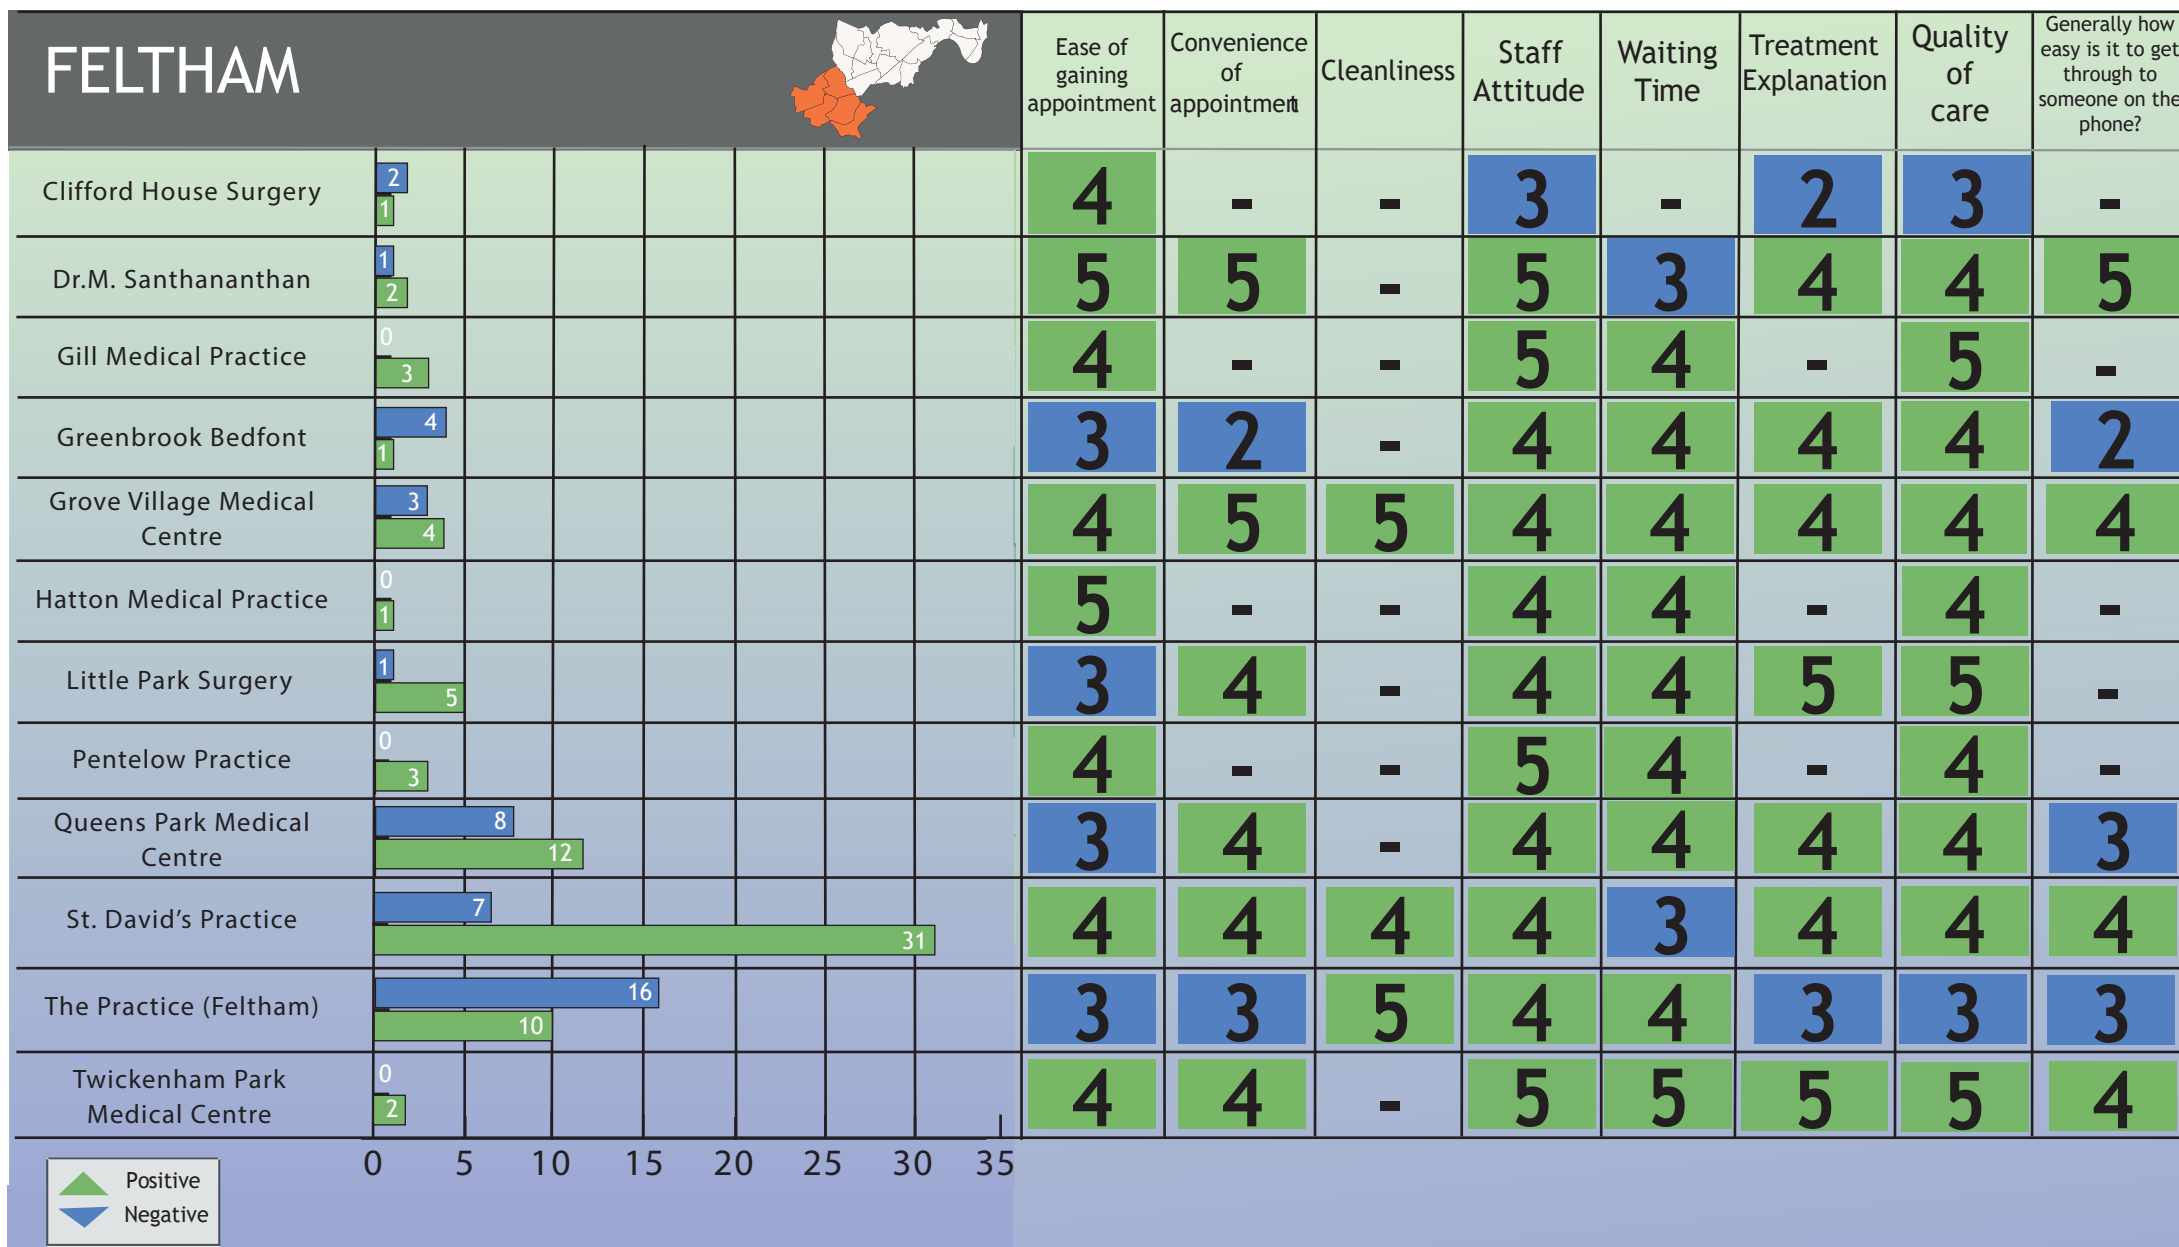 FELTHAM
Ease of
gaining
appointment
Convenience
of
appointment
Cleanliness
Staff
Attitude
Waiting
Time
Treatment
Explanation
Quality
of
care
Generally how
easy is it to get
through to
someone on the
phone?
Clifford House Surgery
2
1
4 - - 3 - 2 3 -
Dr.M. Santhananthan
1
2
5 5 - 5 3 4 4 5
Gill Medical Practice
0
3
4 - - 5 4 - 5 -
Greenbrook Bedfont
4
1
3 2 - 4 4 4 4 2
Grove Village Medical
Centre
3
4
4 5 5 4 4 4 4 4
Hatton Medical Practice
0
1
5 - - 4 4 - 4 -
Little Park Surgery
1
5
3 4 - 4 4 5 5 -
Pentelow Practice
0
3
4 - - 5 4 - 4 -
Queens Park Medical
Centre
8
12
3 4 - 4 4 4 4 3
St. David's Practice
7
31
4 4 4 4 3 4 4 4
The Practice (Feltham)
16
10
3 3 5 4 4 3 3 3
Twickenham Park
Medical Centre
0
2
4 4 - 5 5 5 5 4
0 5 10 15 20 25 30 35
Positive
Negative